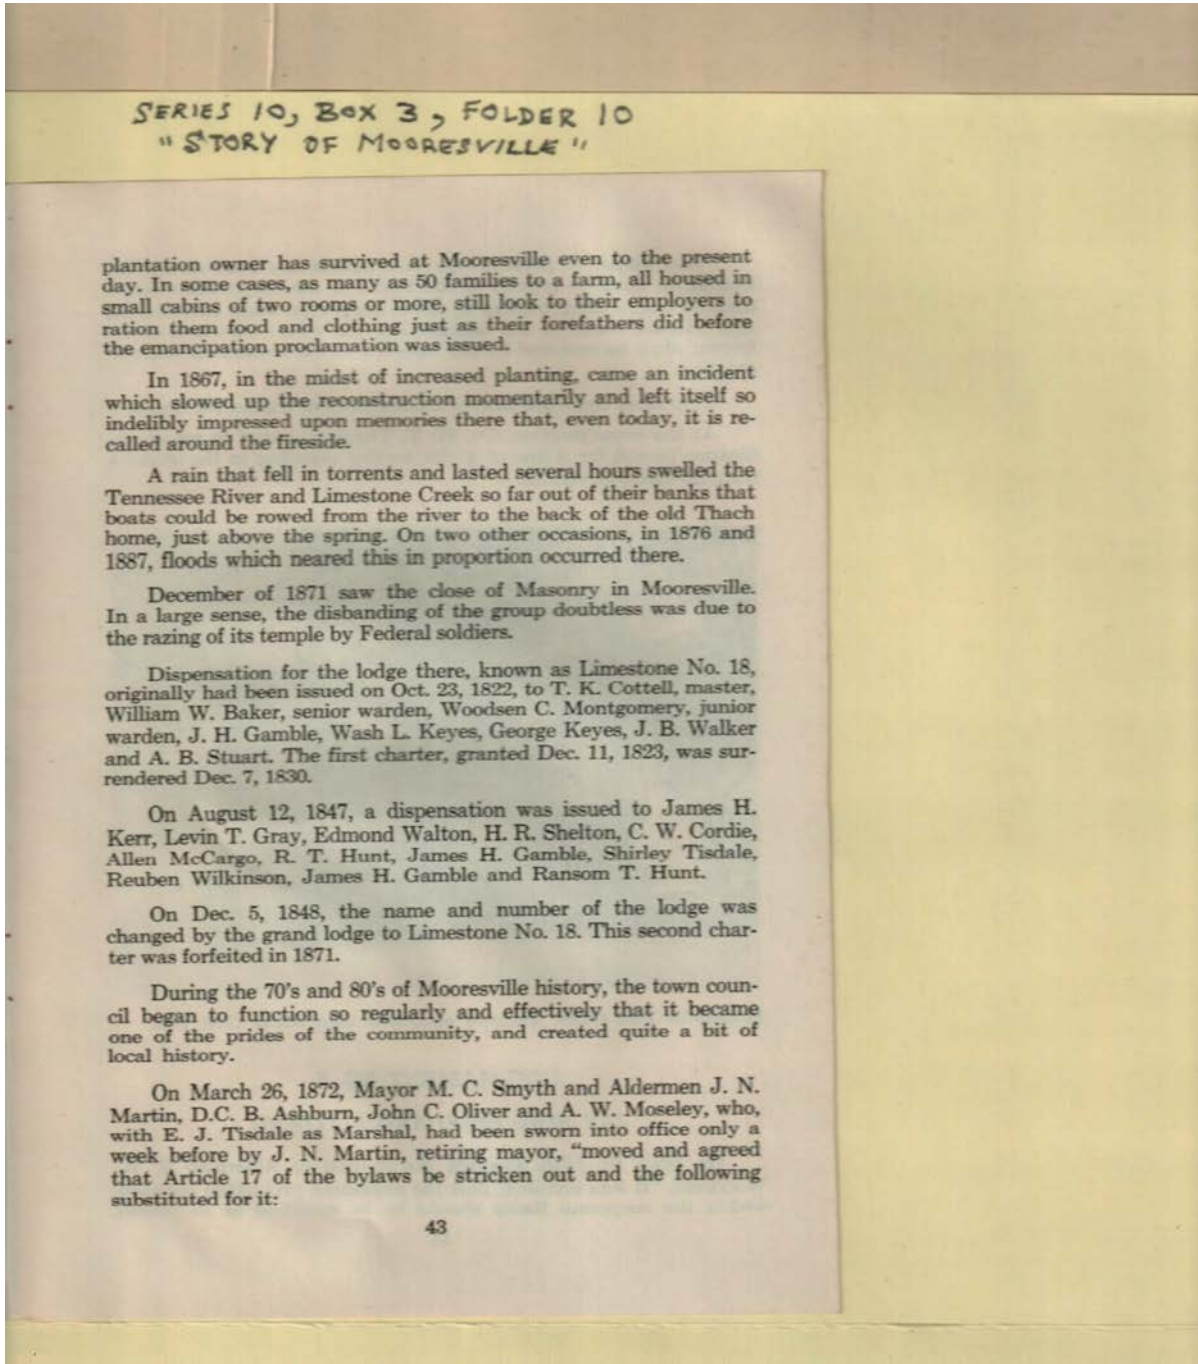 SERIES 10, BOX 3, FOLDER 10
"STORY OF MOORESVILLE"
plantation owner has survived at Mooresville even to the present
day. In some cases, as many as 50 families to a farm, all housed in
small cabins of two rooms or more, still look to their employers to
ration them food and clothing just as their forefathers did before
the emancipation proclamation was issued.
In 1867, in the midst of increased planting, came an incident
which slowed up the reconstruction momentarily and left itself so
indelibly impressed upon memories there that, even today, it is re-
called around the fireside.
A rain that fell in torrents and lasted several hours swelled the
Tennessee River and Limestone Creek so far out of their banks that
boats could be rowed from the river to the back of the old Thach
home, just above the spring. On two other occasions, in 1876 and
1887, floods which neared this in proportion occurred there.
December of 1871 saw the close of Masonry in Mooresville.
In a large sense, the disbanding of the group doubtless was due to
the razing of its temple by Federal soldiers.
Dispensation for the lodge there, known as Limestone No. 18,
originally had been issued on Oct. 23, 1822, to T. K. Cottell, master,
William W. Baker, senior warden, Woodsen C. Montgomery, junior
warden, J. H. Gamble, Wash L. Keyes, George Keyes, J. B. Walker
and A. B. Stuart. The first charter, granted Dec. 11, 1823, was sur-
rendered Dec. 7, 1830.
On August 12, 1847, a dispensation was issued to James H.
Kerr, Levin T. Gray, Edmond Walton, H. R. Shelton, C. W. Cordie,
Allen McCargo, R. T. Hunt, James H. Gamble, Shirley Tisdale,
Reuben Wilkinson, James H. Gamble and Ransom T. Hunt.
On Dec. 5, 1848, the name and number of the lodge was
changed by the grand lodge to Limestone No. 18. This second char-
ter was forfeited in 1871.
During the 70's and 80's of Mooresville history, the town coun-
cil began to function so regularly and effectively that it became
one of the prides of the community, and created quite a bit of
local history.
On March 26, 1872, Mayor M. C. Smyth and Aldermen J. N.
Martin, D.C. B. Ashburn, John C. Oliver and A. W. Moseley, who,
with E. J. Tisdale as Marshal, had been sworn into office only a
week before by J. N. Martin, retiring mayor, "moved and agreed
that Article 17 of the bylaws be stricken out and the following
substituted for it:
43